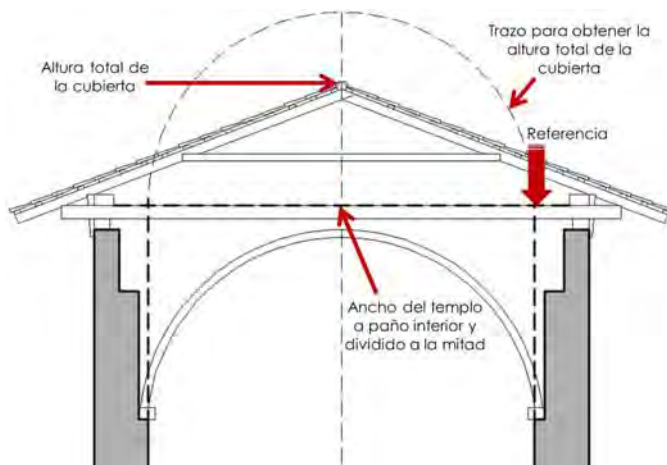 Trazo para obtener la
altura total de la
cubierta
Altura total de
la cubierta
Referencia
Ancho del templo
a paño interior y
dividido a la mitad